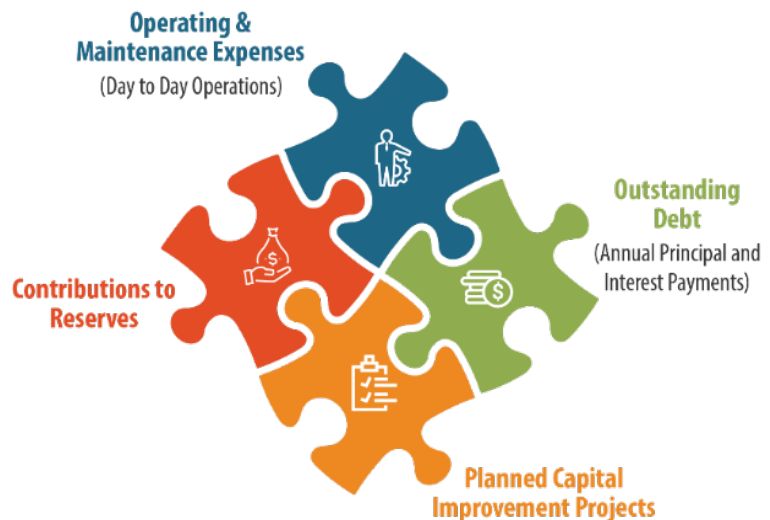 Operating &
Maintenance Expenses
(Day to Day Operations)
Outstanding
Debt
(Annual Principal and
Interest Payments)
$
$
Contributions to
Reserves
Planned Capital
Improvement Projects